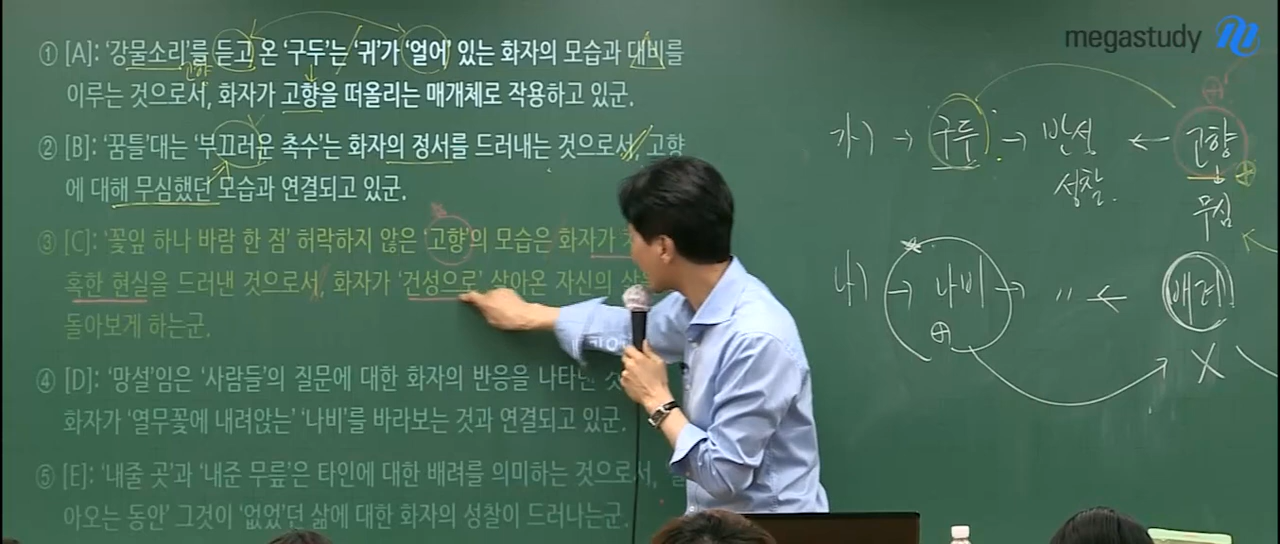 megastudy
① [A]: ‘강물소리’를 듣고 온 ‘구두’는 ‘귀’가 ‘얼어’ 있는 화자의 모습과 대비를
고향
이루는 것으로서, 화자가 고향을 떠올리는 매개체로 작용하고 있군.
② [B]: ‘꿈틀’대는 ‘부끄러운 촉수’는 화자의 정서를 드러내는 것으로서, 고향
에 대해 무심했던 모습과 연결되고 있군.
③ [C]: ‘꽃잎 하나 바람 한 점’ 허락하지 않은 ‘고향’의 모습은 화자가
혹한 현실을 드러낸 것으로서, 화자가 ‘건성으로’ 살아온 자신의
돌아보게 하는군.
④ [D]: ‘망설’임은 ‘사람들’의 질문에 대한 화자의 반응을 나타낸
화자가 ‘열무꽃에 내려앉는’ ‘나비’를 바라보는 것과 연결되고 있군.
⑤ [E]: ‘내줄 곳’과 ‘내준 무릎’은 타인에 대한 배려를 의미하는 것으로서,
아오는 동안’ 그것이 ‘없었’던 삶에 대한 화자의 성찰이 드러나는군.
가) → 구두 → 반성 ← 고향
성찰.
무심
나) → 나비 → 〃 ← 배려
X